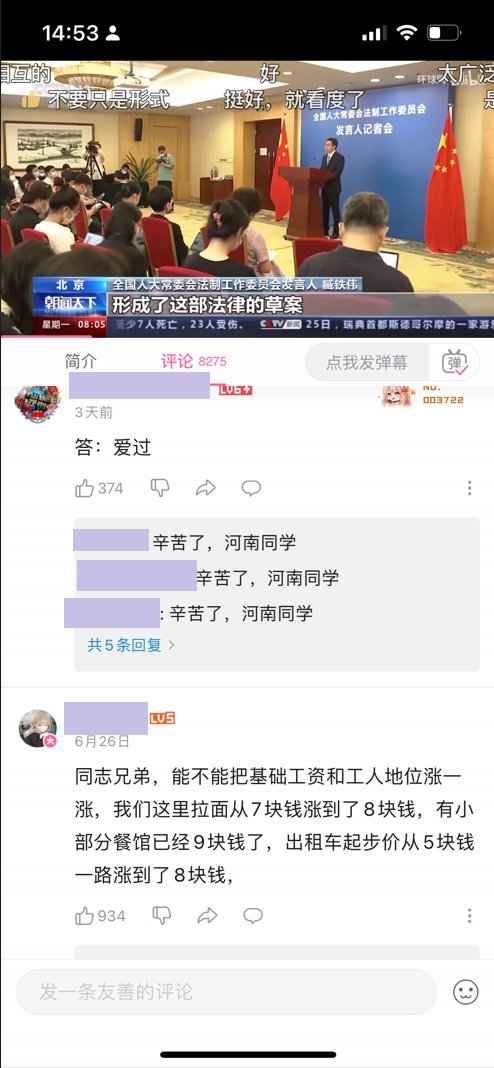 14:53
相互的
好
太广泛
环球
👍不要只是形式
挺好，就看度了
是
全国人大常委会法制工作委员会
发言人记者会
北京
全国人大常委会法制工作委员会发言人 臧铁伟
朝闻天下
形成了这部法律的草案
星期一 08:05
至少7人死亡，23人受伤。 CCTV新闻 25日，瑞典首都斯德哥尔摩的一家游
简介
评论 8275
点我发弹幕
弹
LV6
NO.
003722
3天前
答：爱过
374
辛苦了，河南同学
辛苦了，河南同学
: 辛苦了，河南同学
共5条回复 >
LV5
6月26日
同志兄弟，能不能把基础工资和工人地位涨一
涨，我们这里拉面从7块钱涨到了8块钱，有小
部分餐馆已经9块钱了，出租车起步价从5块钱
一路涨到了8块钱，
934
发一条友善的评论